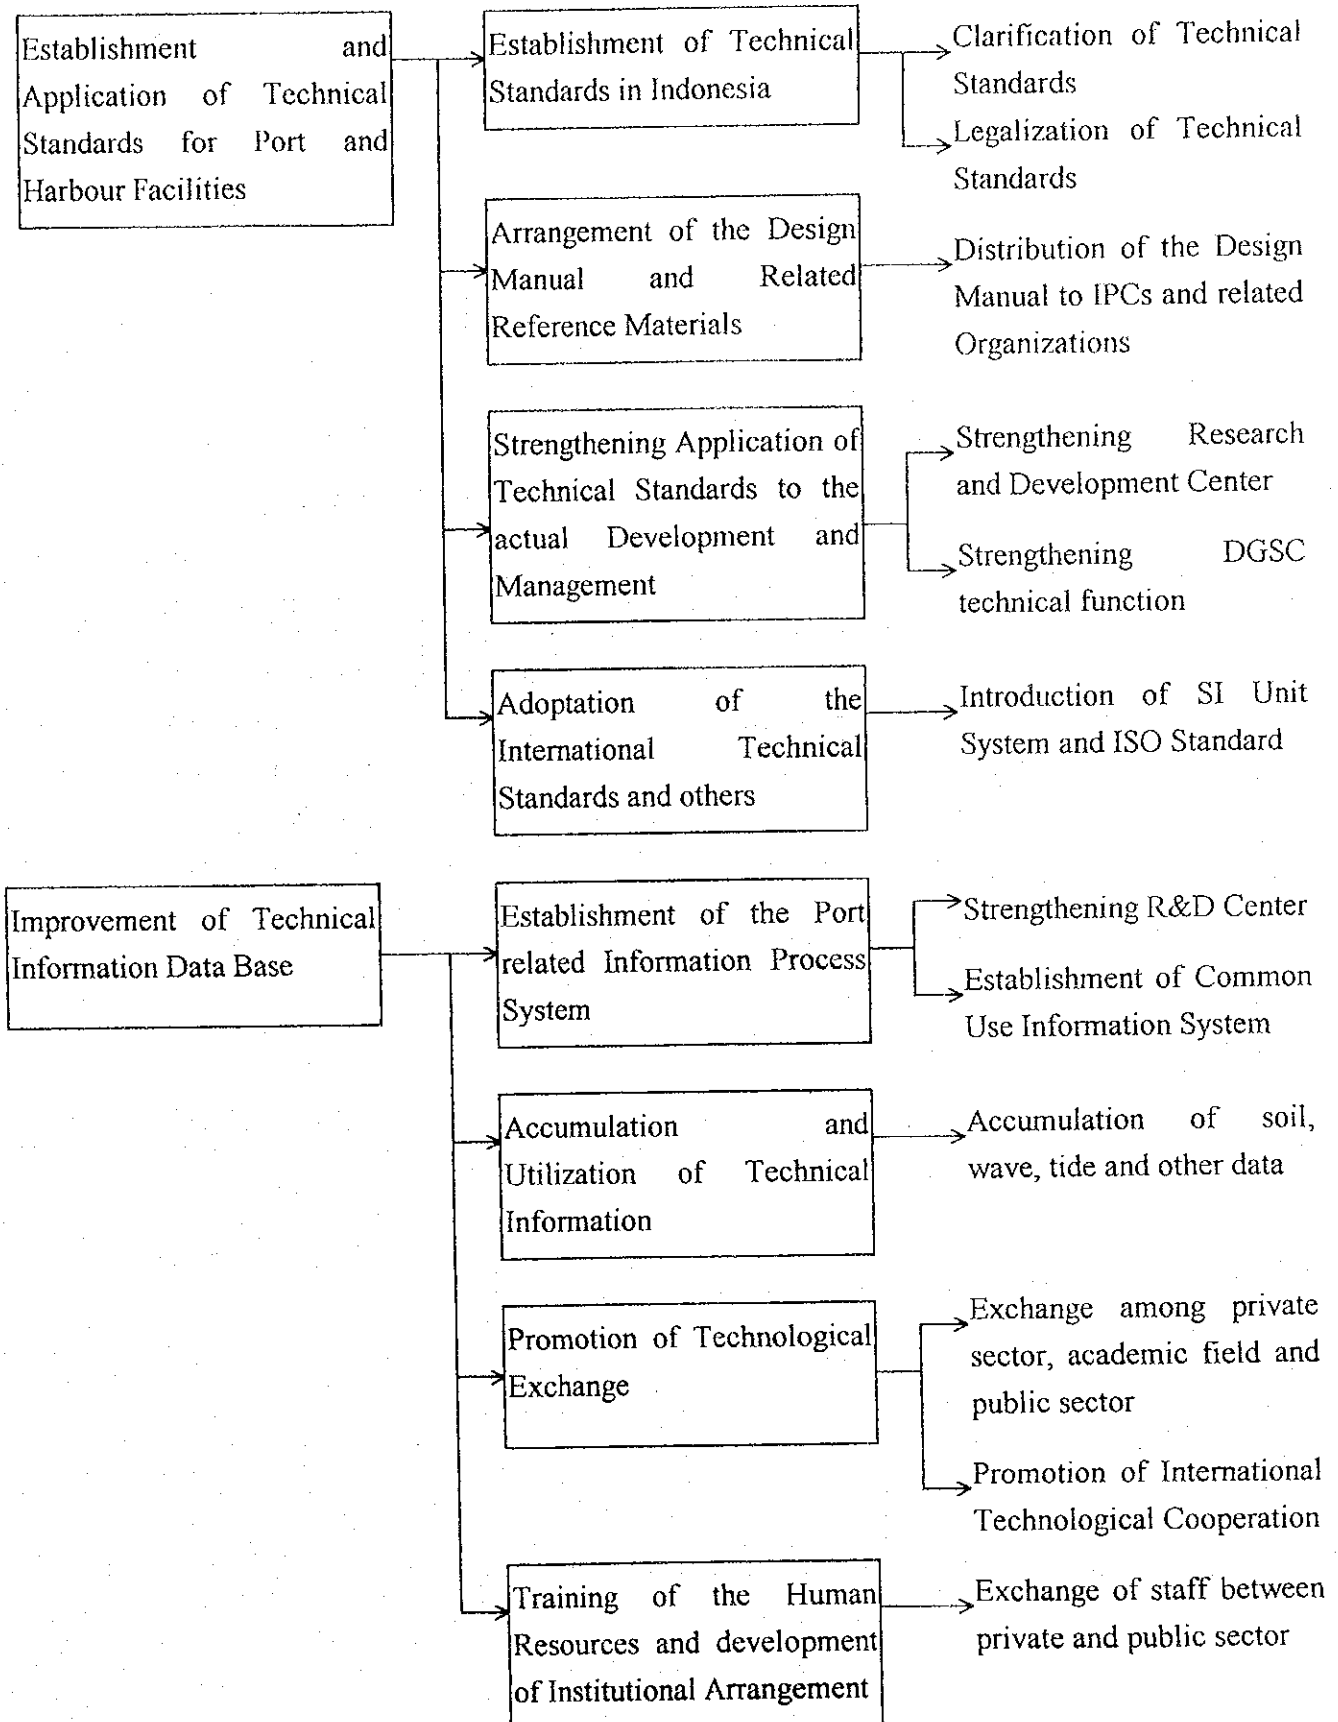 Establishment and
Application of Technical
Standards for Port and
Harbour Facilities
Establishment of Technical
Standards in Indonesia
Clarification of Technical
Standards
Legalization of Technical
Standards
Arrangement of the Design
Manual and Related
Reference Materials
Distribution of the Design
Manual to IPCs and related
Organizations
Strengthening Application of
Technical Standards to the
actual Development and
Management
Strengthening Research
and Development Center
Strengthening DGSC
technical function
Adoptation of the
International Technical
Standards and others
Introduction of SI Unit
System and ISO Standard
Improvement of Technical
Information Data Base
Establishment of the Port
related Information Process
System
Strengthening R&D Center
Establishment of Common
Use Information System
Accumulation and
Utilization of Technical
Information
Accumulation of soil,
wave, tide and other data
Promotion of Technological
Exchange
Exchange among private
sector, academic field and
public sector
Promotion of International
Technological Cooperation
Training of the Human
Resources and development
of Institutional Arrangement
Exchange of staff between
private and public sector